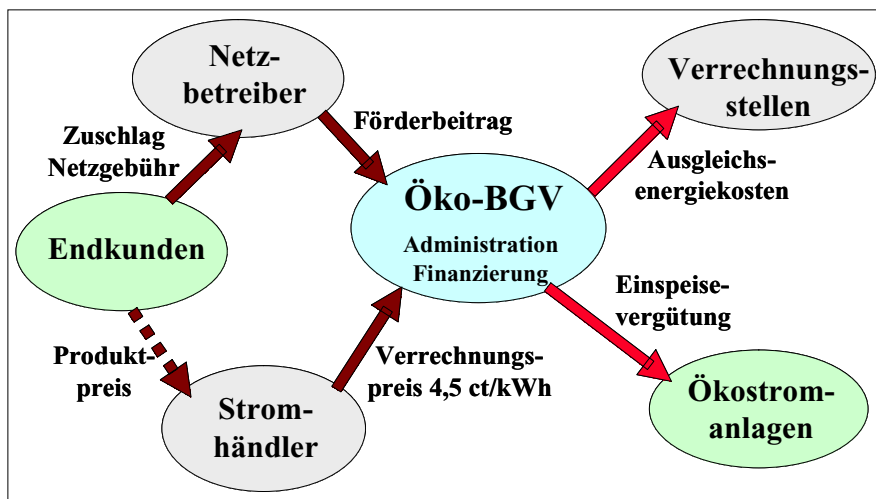 Netz-
betreiber
Verrechnungs-
stellen
Zuschlag
Netzgebühr
Förderbeitrag
Ausgleichs-
energiekosten
Öko-BGV
Administration
Finanzierung
Endkunden
Einspeise-
vergütung
Produkt-
preis
Verrechnungs-
preis 4,5 ct/kWh
Strom-
händler
Ökostrom-
anlagen